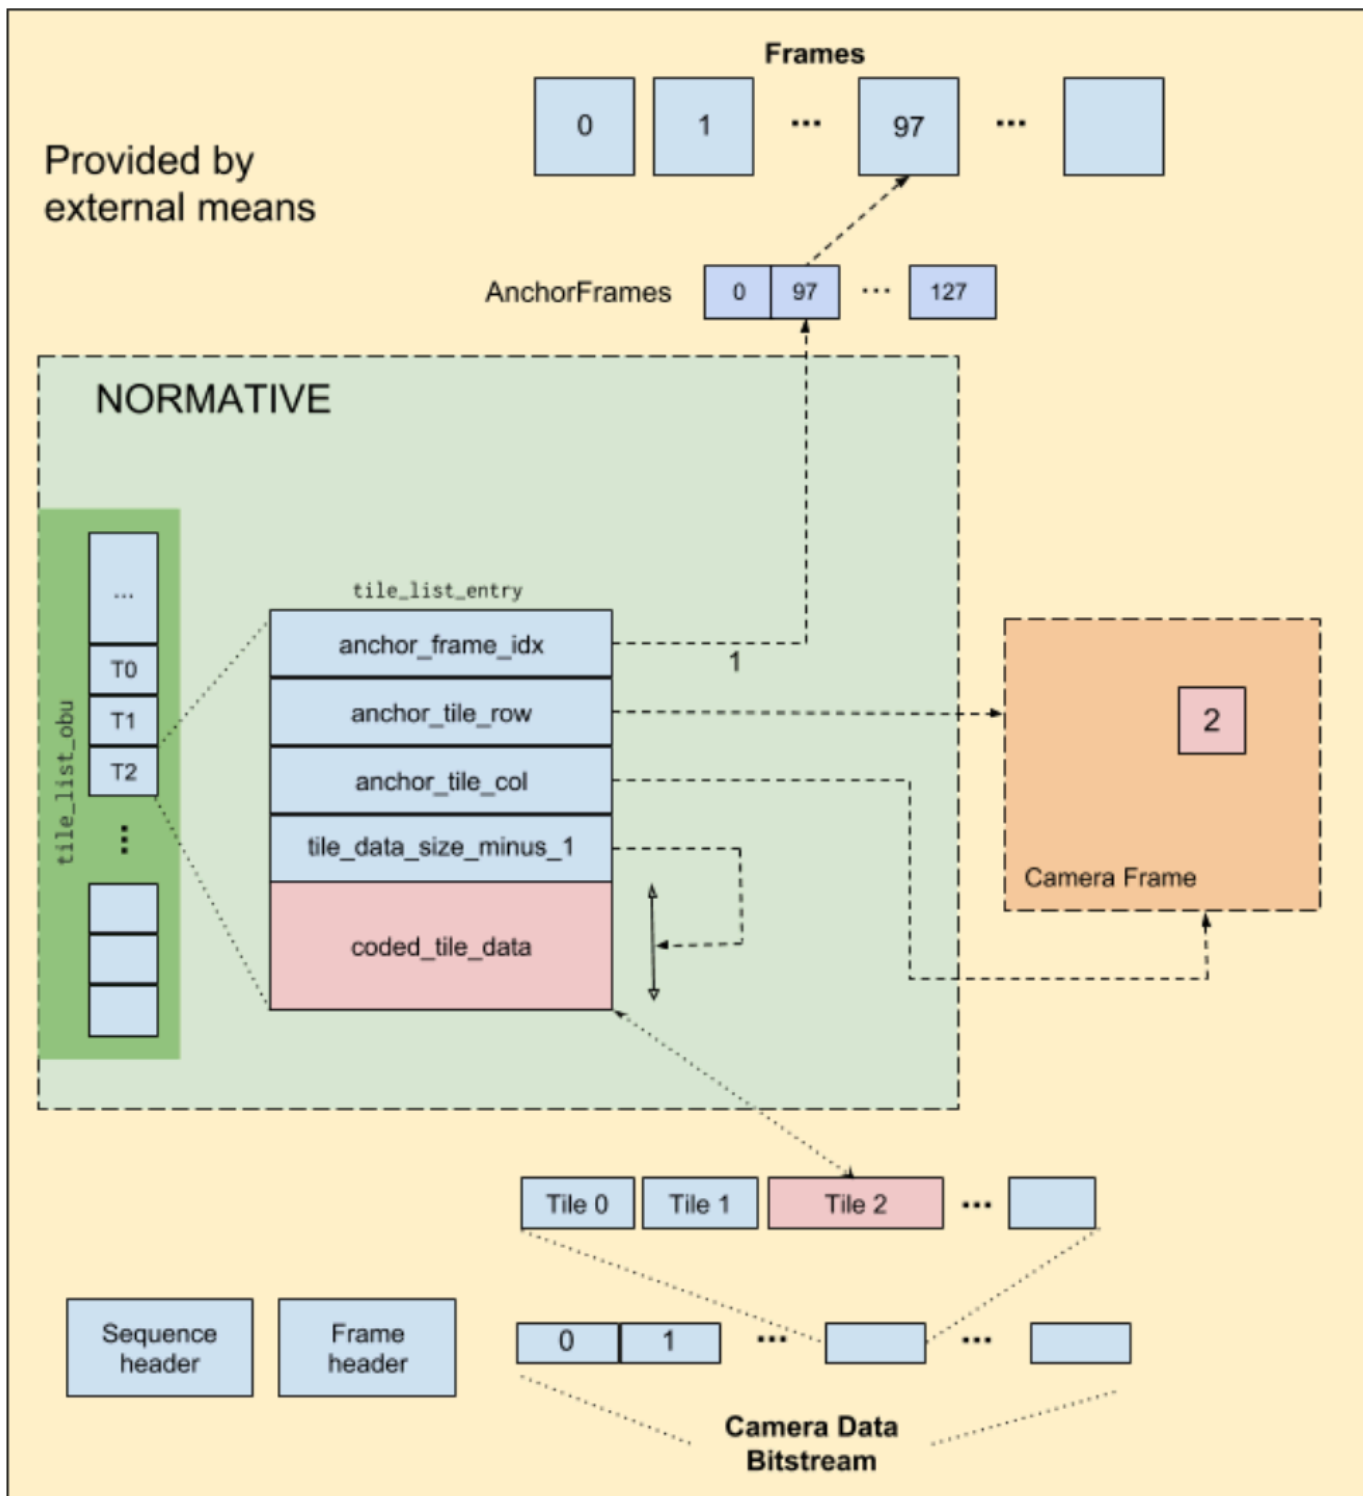 Frames
0 1 ... 97 ...
Provided by
external means
AnchorFrames 0 97 ... 127
NORMATIVE
tile_list_obu
...
T0
T1
T2
...
tile_list_entry
anchor_frame_idx
1
anchor_tile_row
anchor_tile_col
tile_data_size_minus_1
coded_tile_data
2
Camera Frame
Tile 0 Tile 1 Tile 2 ...
Sequence
header
Frame
header
0 1 ... ...
Camera Data
Bitstream